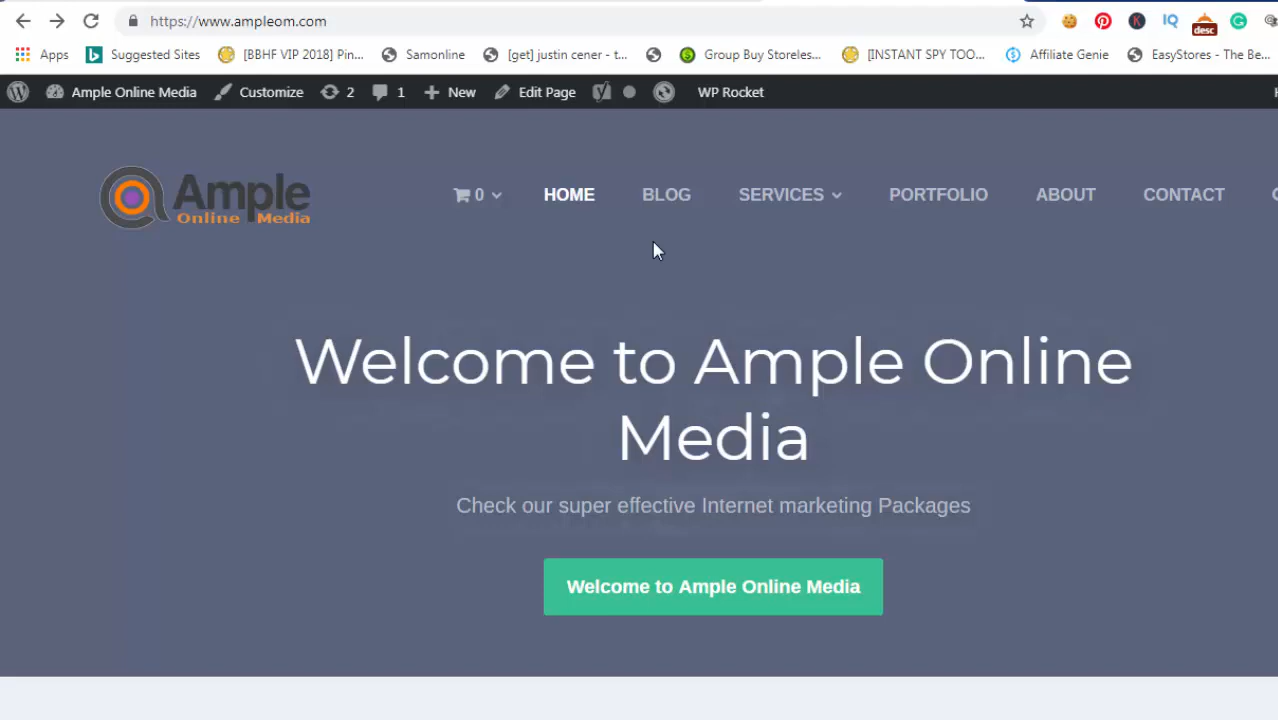 https://www.ampleom.com
desc
Apps Suggested Sites [BBHF VIP 2018] Pin... Samonline [get] justin cener - t... Group Buy Storeles... [INSTANT SPY TOO... Affiliate Genie EasyStores - The Be...
Ample Online Media Customize 2 1 New Edit Page WP Rocket
Ample
Online Media
0 HOME BLOG SERVICES PORTFOLIO ABOUT CONTACT
Welcome to Ample Online
Media
Check our super effective Internet marketing Packages
Welcome to Ample Online Media